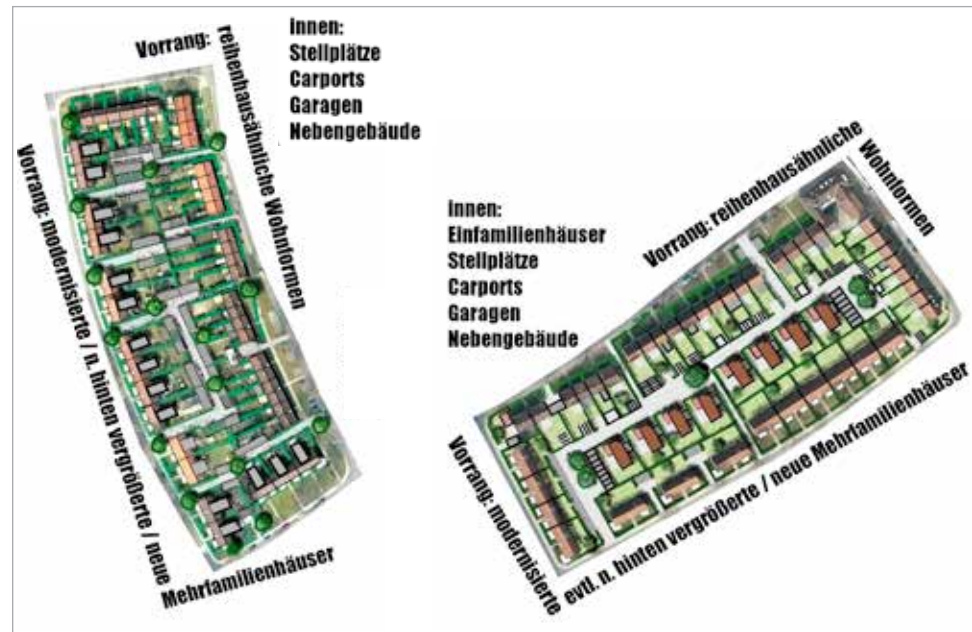 Vorrang: reihenhausähnliche Wohnformen
innen:
Stellplätze
Carports
Garagen
Nebengebäude
Vorrang: modernisierte / n. hinten vergrößerte / neue
Mehrfamilienhäuser
innen:
Einfamilienhäuser
Stellplätze
Carports
Garagen
Nebengebäude
Vorrang: reihenhausähnliche
Wohnformen
Vorrang: modernisierte
evtl. n. hinten vergrößerte / neue Mehrfamilienhäuser